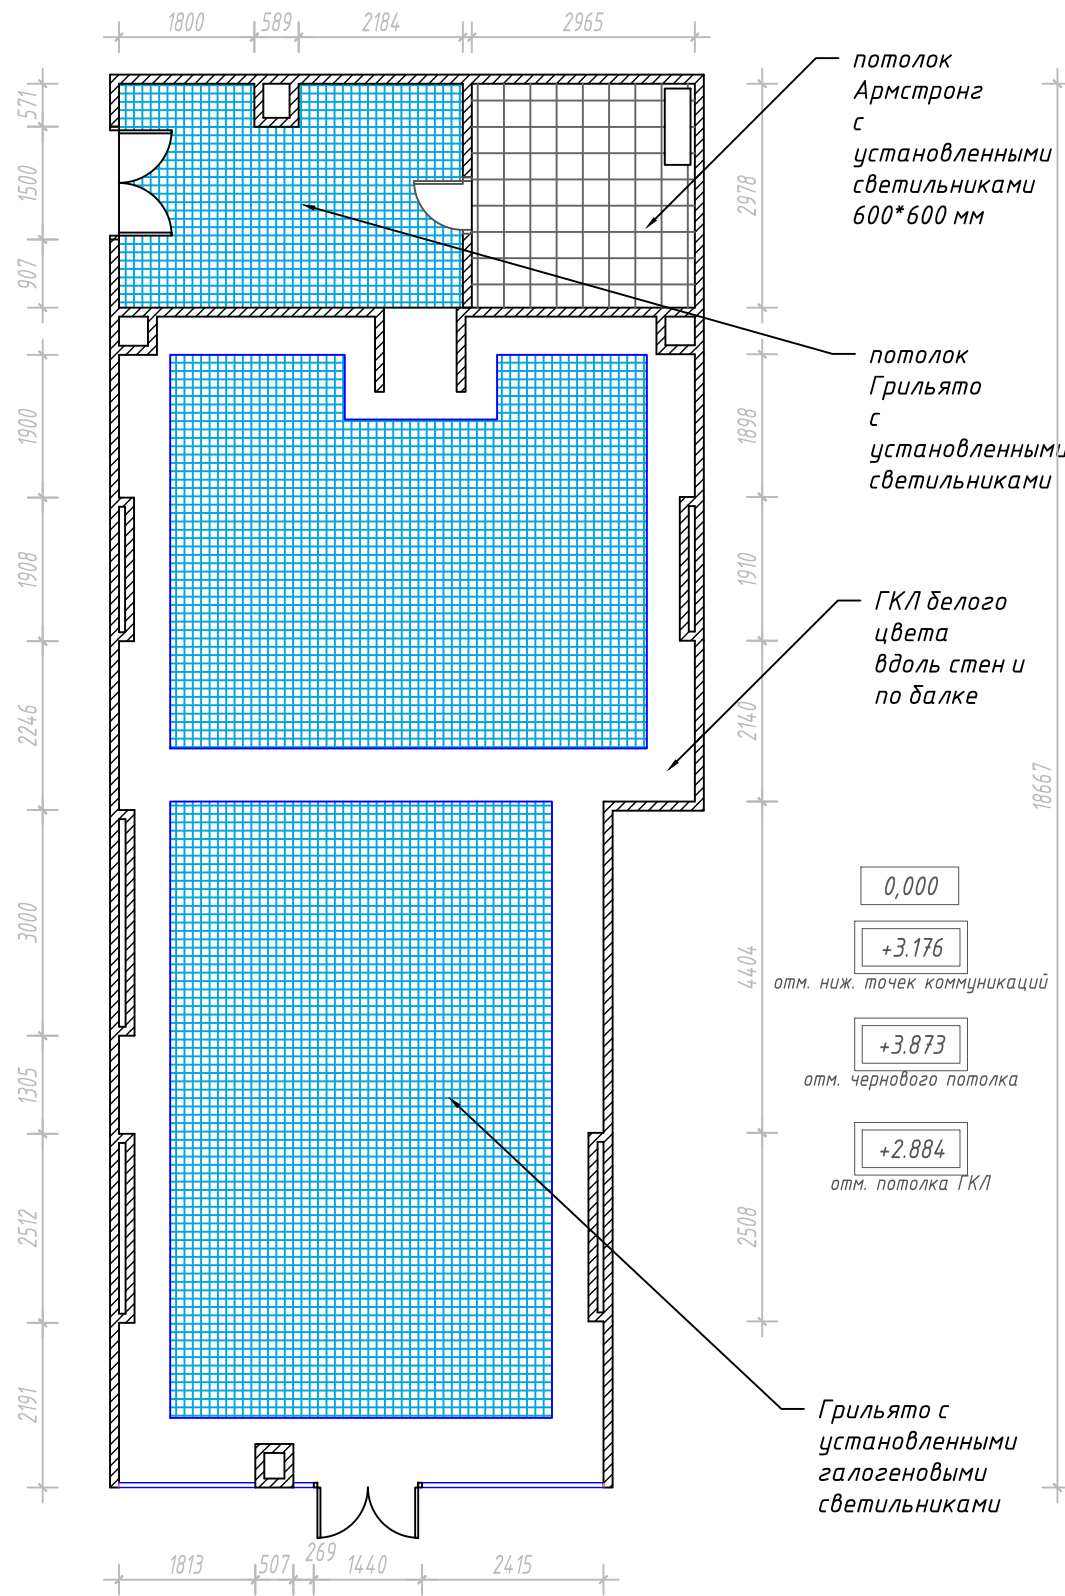 1800
589
2184
2965
потолок
Армстронг
с
установленными
светильниками
600*600 мм
571
1500
907
2978
потолок
Грильято
с
установленными
светильниками
1900
1898
1908
1910
ГКЛ белого
цвета
вдоль стен и
по балке
2246
2140
18667
0,000
+3.176
отм. ниж. точек коммуникаций
3000
4404
+3.873
отм. чернового потолка
1305
+2.884
отм. потолка ГКЛ
2512
2508
2191
Грильято с
установленными
галогеновыми
светильниками
1813
507
269
1440
2415